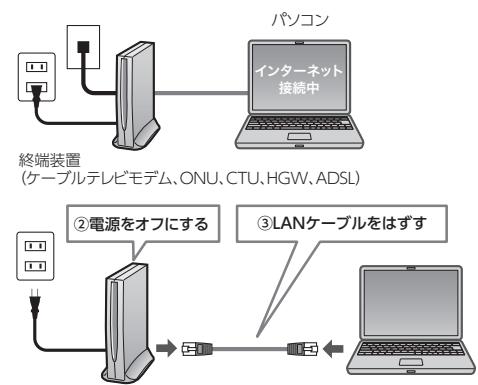 パソコン
インターネット
接続中
終端装置
(ケーブルテレビモデム、ONU、CTU、HGW、ADSL)
②電源をオフにする
③LANケーブルをはずす